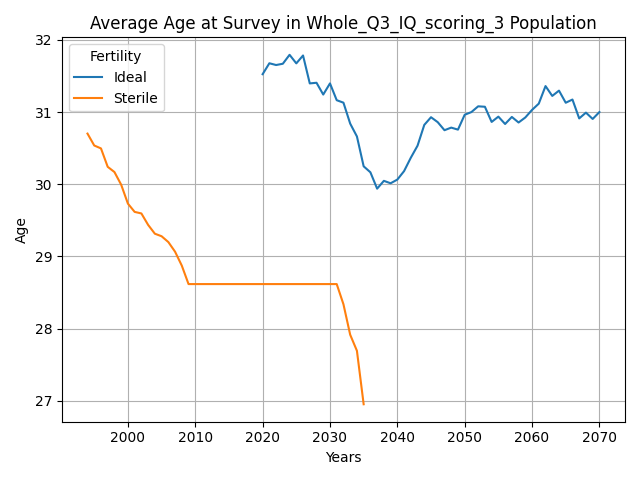 Average Age at Survey in Whole_Q3_IQ_scoring_3 Population
32
31
30
29
28
27
Age
Fertility
Ideal
Sterile
2000 2010 2020 2030 2040 2050 2060 2070
Years